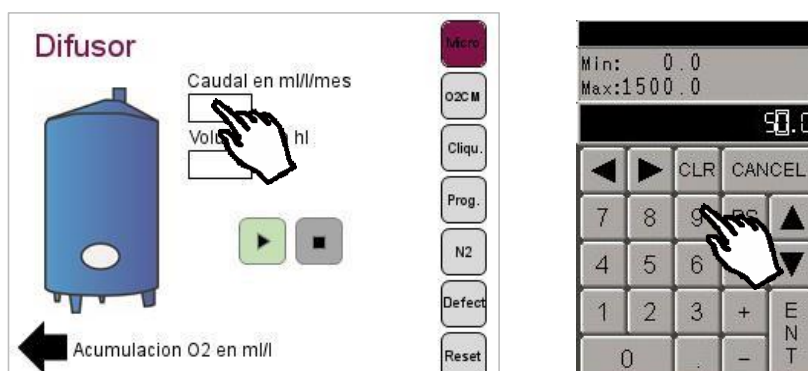 Difusor
Caudal en ml/l/mes
hl
Acumulacion O2 en ml/l
Micro
O2CM
Cliqu.
Prog.
N2
Defect
Reset
Min: 0.0
Max:1500.0
CLR CANCEL
7 8 9
4 5 6
1 2 3 + ENT
0 . -